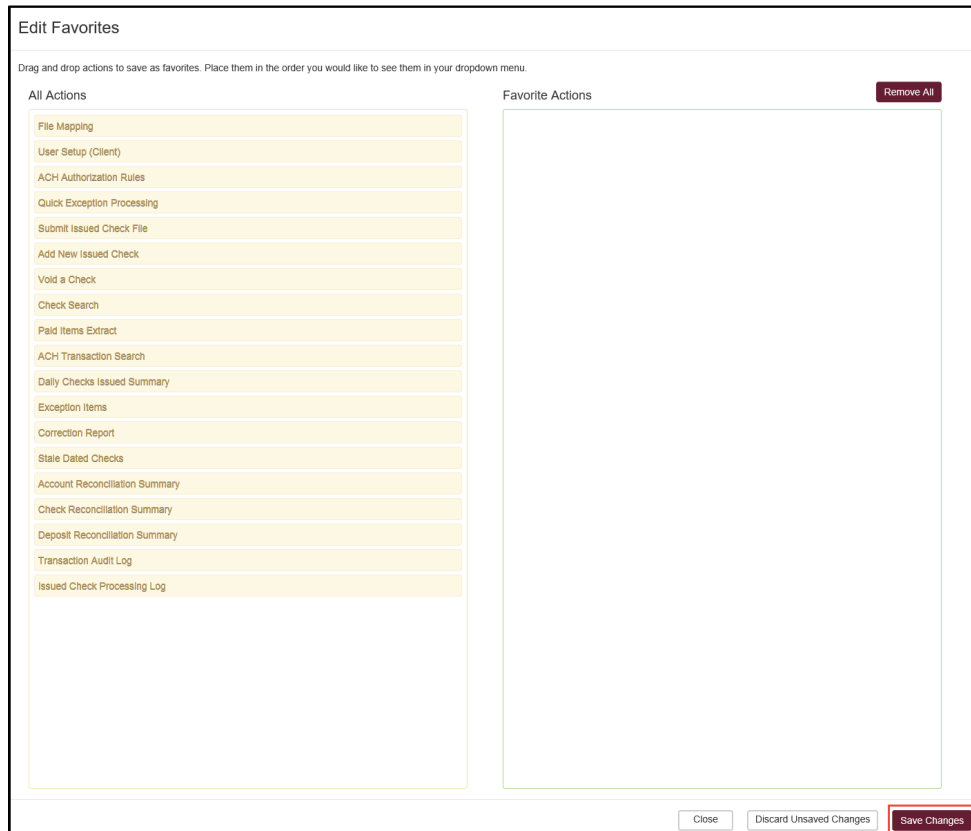 Edit Favorites
Drag and drop actions to save as favorites. Place them in the order you would like to see them in your dropdown menu.
All Actions
File Mapping
User Setup (Client)
ACH Authorization Rules
Quick Exception Processing
Submit Issued Check File
Add New Issued Check
Void a Check
Check Search
Paid Items Extract
ACH Transaction Search
Daily Checks Issued Summary
Exception Items
Correction Report
Stale Dated Checks
Account Reconciliation Summary
Check Reconciliation Summary
Deposit Reconciliation Summary
Transaction Audit Log
Issued Check Processing Log
Favorite Actions
Remove All
Close
Discard Unsaved Changes
Save Changes